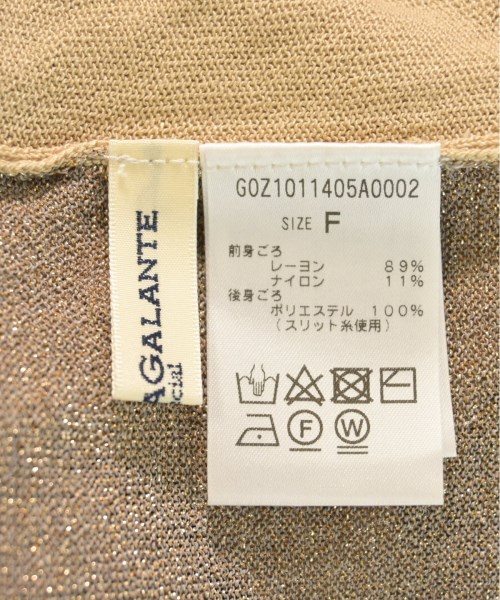 AGALANTE
cial
G0Z1011405A0002
SIZE F
前身ごろ
レーヨン 89%
ナイロン 11%
後身ごろ
ポリエステル 100%
(スリット糸使用)
F W